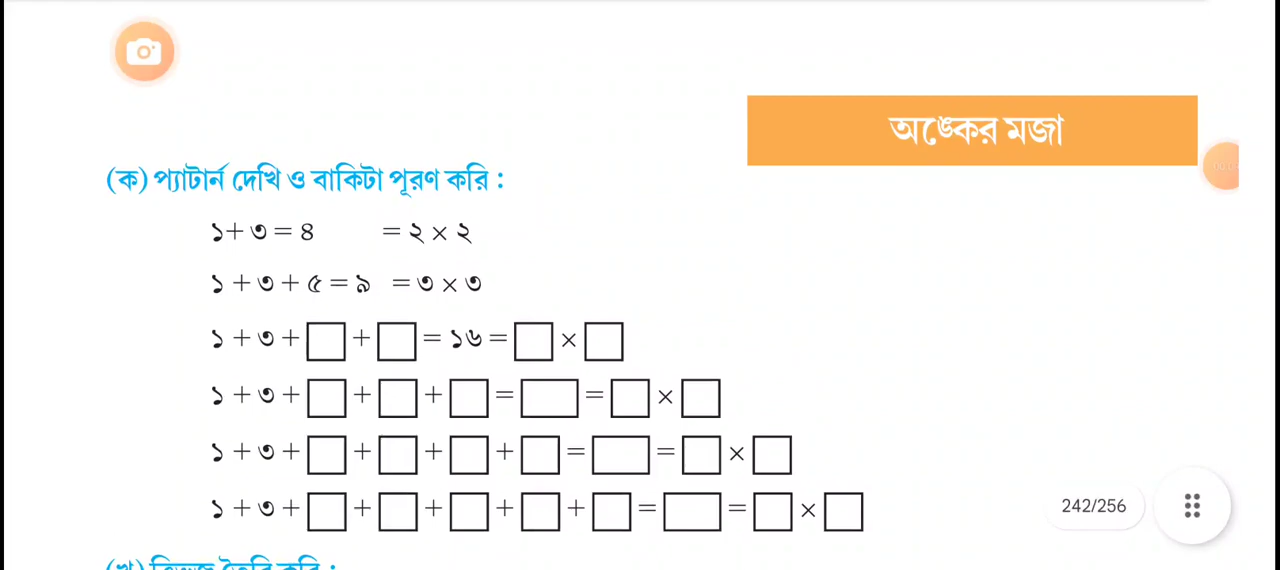 অঙ্কের মজা
(ক) প্যাটার্ন দেখি ও বাকিটা পূরণ করি :
১+ ৩ = ৪ = ২ × ২
১ + ৩ + ৫ = ৯ = ৩ × ৩
১ + ৩ + □ + □ = ১৬ = □ × □
১ + ৩ + □ + □ + □ = □ = □ × □
১ + ৩ + □ + □ + □ + □ = □ = □ × □
১ + ৩ + □ + □ + □ + □ + □ = □ = □ × □
242/256
(খ) ত্রিভুজ তৈরি করি :